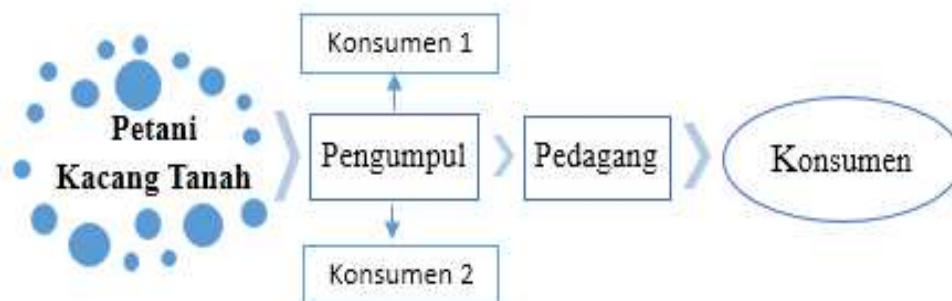 Konsumen 1
Petani
Kacang Tanah
Pengumpul
Pedagang
Konsumen
Konsumen 2